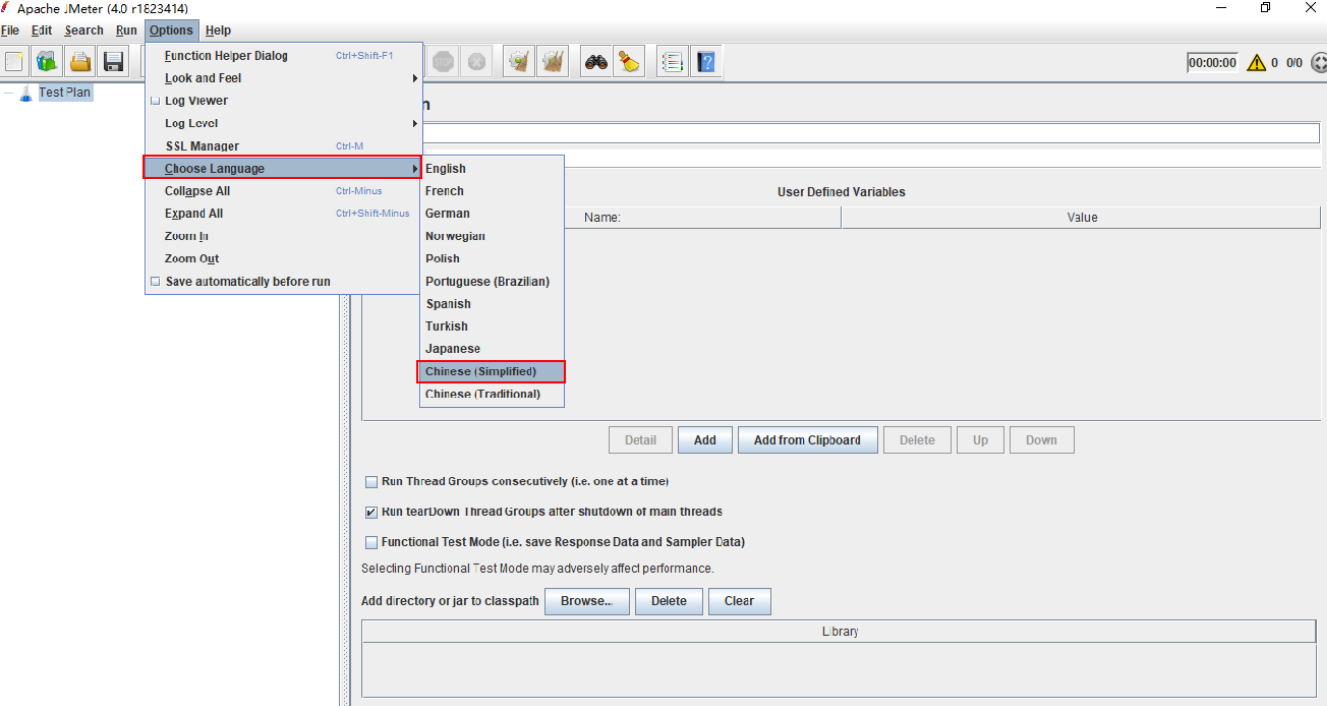 Apache JMeter (4.0 r1823414)
File Edit Search Run Options Help
Function Helper Dialog Ctrl+Shift-F1
Look and Feel
Log Viewer
Log Level
SSL Manager Ctrl-M
Choose Language
Collapse All Ctrl-Minus
Expand All Ctrl+Shift-Minus
Zoom In
Zoom Out
Save automatically before run
English
French
German
Norwegian
Polish
Portuguese (Brazilian)
Spanish
Turkish
Japanese
Chinese (Simplified)
Chinese (Traditional)
00:00:00 0 0/0
Test Plan
n
User Defined Variables
Name: Value
Detail Add Add from Clipboard Delete Up Down
Run Thread Groups consecutively (i.e. one at a time)
Run tearDown Thread Groups after shutdown of main threads
Functional Test Mode (i.e. save Response Data and Sampler Data)
Selecting Functional Test Mode may adversely affect performance.
Add directory or jar to classpath Browse... Delete Clear
Library